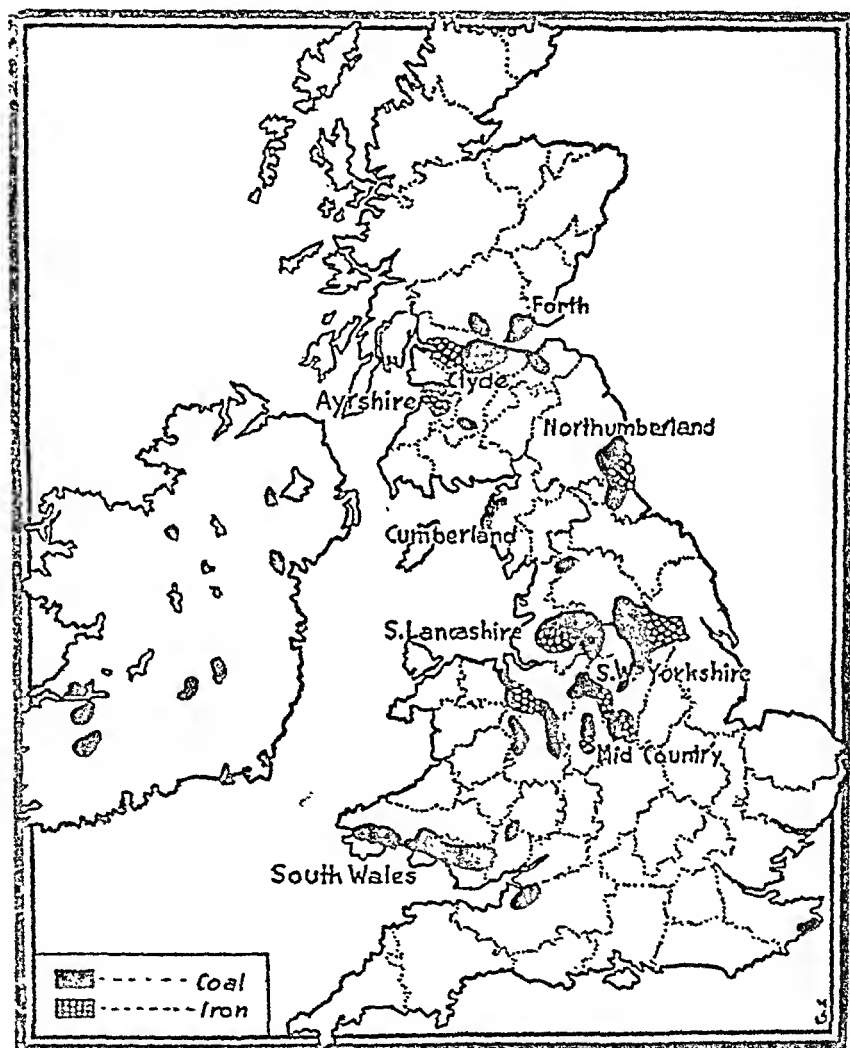 Forth
Clyde
Ayrshire
Northumberland
Cumberland
S. Lancashire
S.W. Yorkshire
Mid Country
South Wales
Coal
Iron